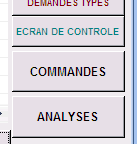 DEMANDES TYPES
ECRAN DE CONTROLE
COMMANDES
ANALYSES